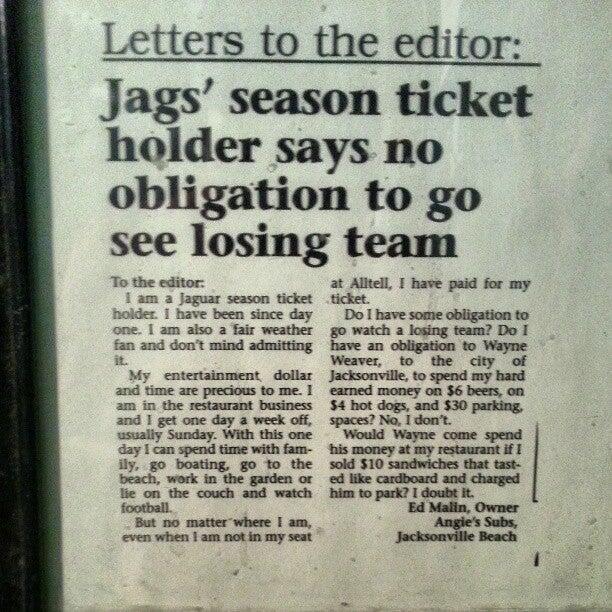 Letters to the editor:
Jags' season ticket
holder says no
obligation to go
see losing team
To the editor:
I am a Jaguar season ticket
holder. I have been since day
one. I am also a fair weather
fan and don't mind admitting
it.
My entertainment dollar
and time are precious to me. I
am in the restaurant business
and I get one day a week off,
usually Sunday. With this one
day I can spend time with fam-
ily, go boating, go to the
beach, work in the garden or
lie on the couch and watch
football.
But no matter where I am,
even when I am not in my seat
at Alltell, I have paid for my
ticket.
Do I have some obligation to
go watch a losing team? Do I
have an obligation to Wayne
Weaver, to the city of
Jacksonville, to spend my hard
earned money on $6 beers, on
$4 hot dogs, and $30 parking,
spaces? No, I don't.
Would Wayne come spend
his money at my restaurant if I
sold $10 sandwiches that tast-
ed like cardboard and charged
him to park? I doubt it.
Ed Malin, Owner
Angie's Subs,
Jacksonville Beach